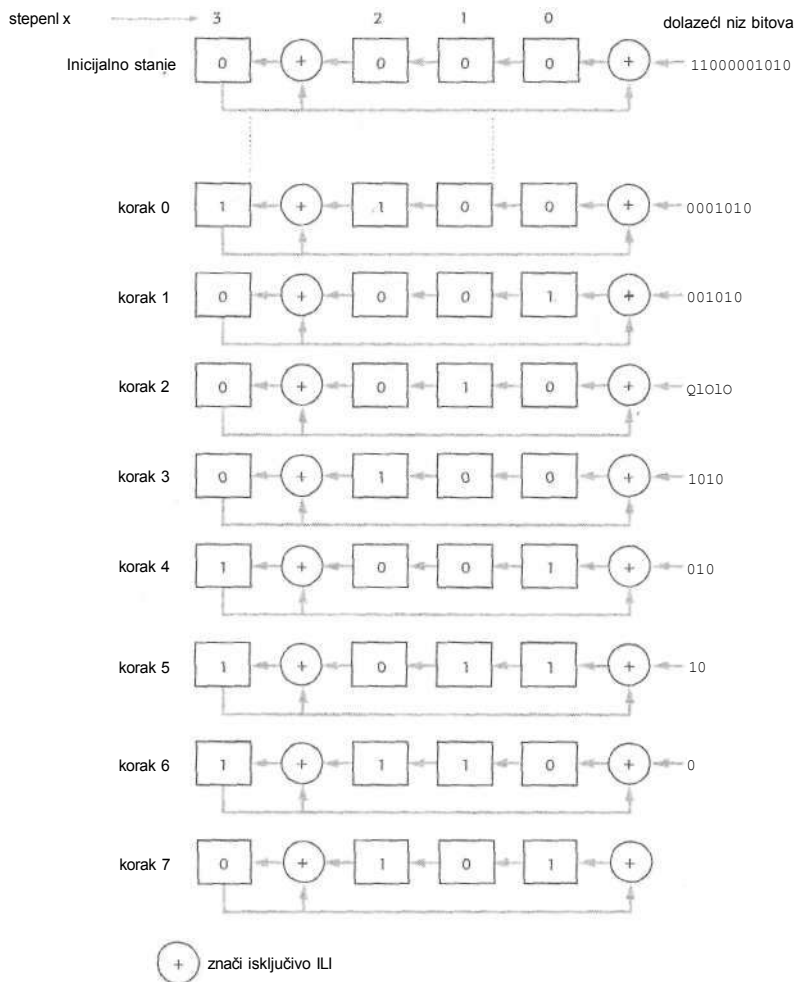 stepenl x 3 2 1 0 dolazećl niz bitova
Inicijalno stanie 0 + 0 0 0 + 11000001010
korak 0 1 + 1 0 0 + 0001010
korak 1 0 + 0 0 1 + 001010
korak 2 0 + 0 1 0 + Q1O1O
korak 3 0 + 1 0 0 + 1010
korak 4 1 + 0 0 1 + 010
korak 5 1 + 0 1 1 + 10
korak 6 1 + 1 1 0 + 0
korak 7 0 + 1 0 1 +
+ znači isključivo ILI